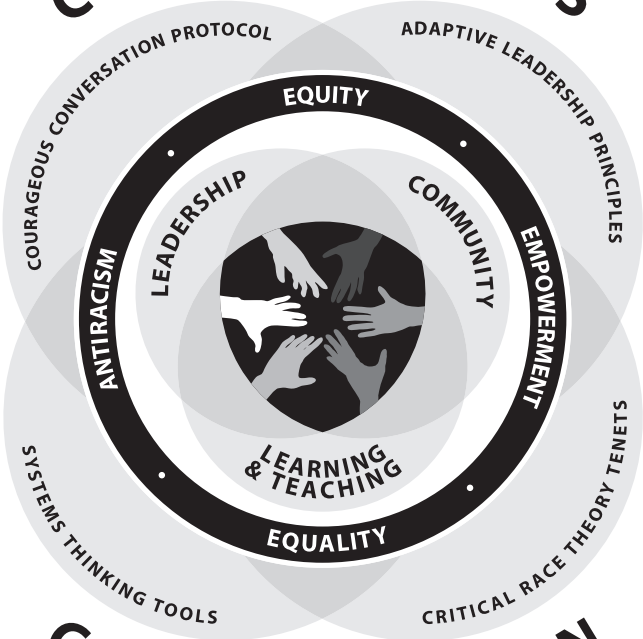 COURAGEOUS CONVERSATION PROTOCOL
ADAPTIVE LEADERSHIP PRINCIPLES
EQUITY
LEADERSHIP
COMMUNITY
ANTIRACISM
EMPOWERMENT
LEARNING
& TEACHING
EQUALITY
SYSTEMS THINKING TOOLS
CRITICAL RACE THEORY TENETS